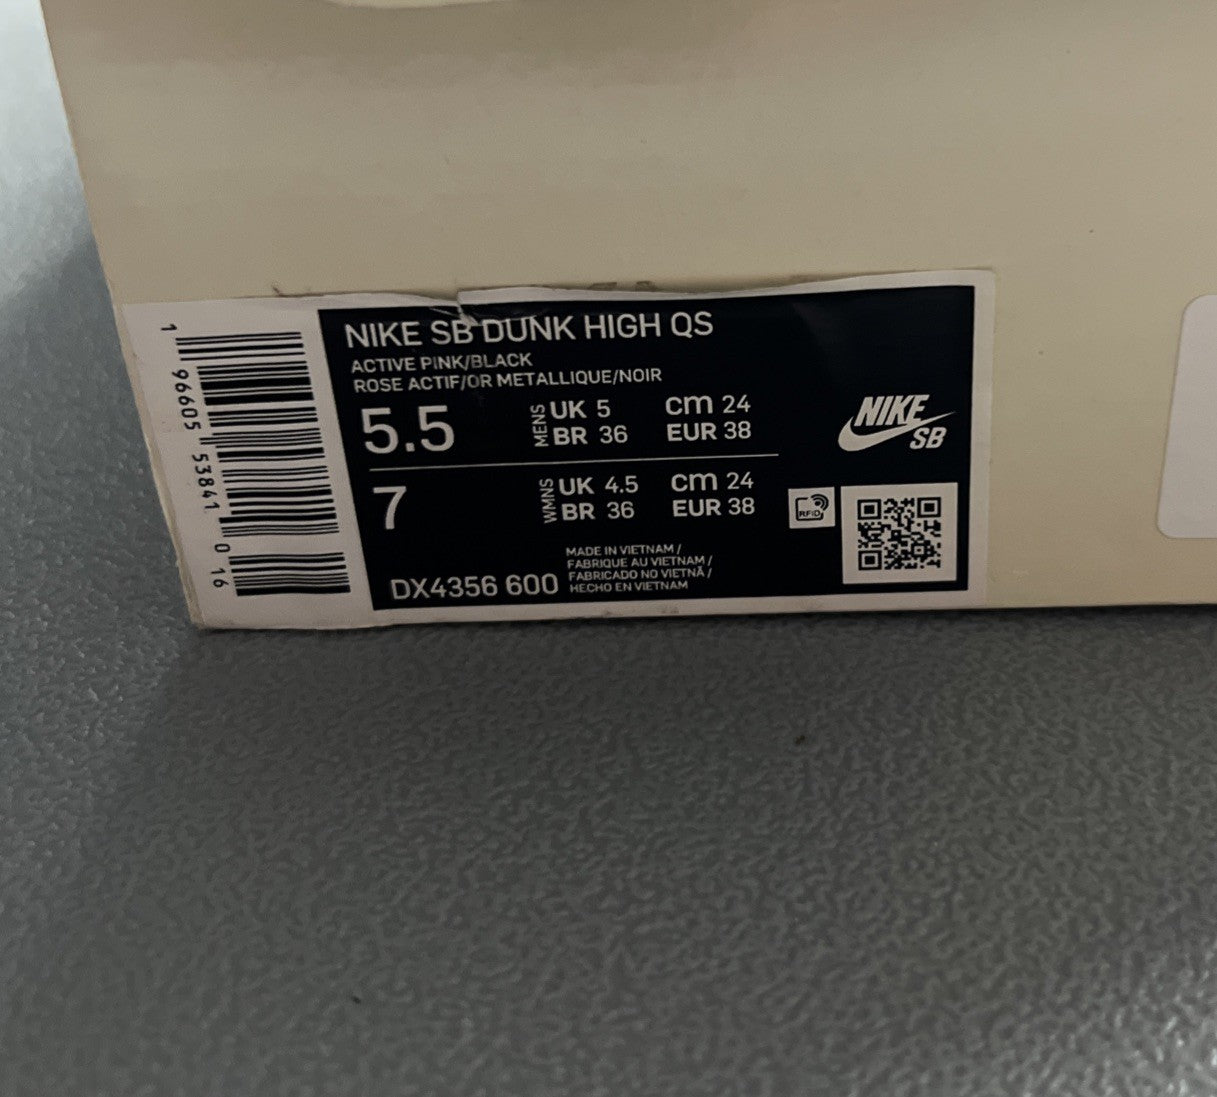 1 96605 53841 0 16
NIKE SB DUNK HIGH QS
ACTIVE PINK/BLACK
ROSE ACTIF/OR METALLIQUE/NOIR
5.5 MENS UK 5 cm 24
BR 36 EUR 38
7 WMNS UK 4.5 cm 24
BR 36 EUR 38
NIKE
SB
RFID
MADE IN VIETNAM /
FABRIQUE AU VIETNAM /
FABRICADO NO VIETNÃ /
HECHO EN VIETNAM
DX4356 600